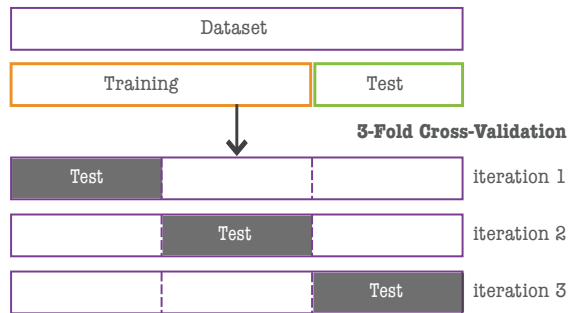 Dataset
Training Test
3-Fold Cross-Validation
Test iteration 1
Test iteration 2
Test iteration 3